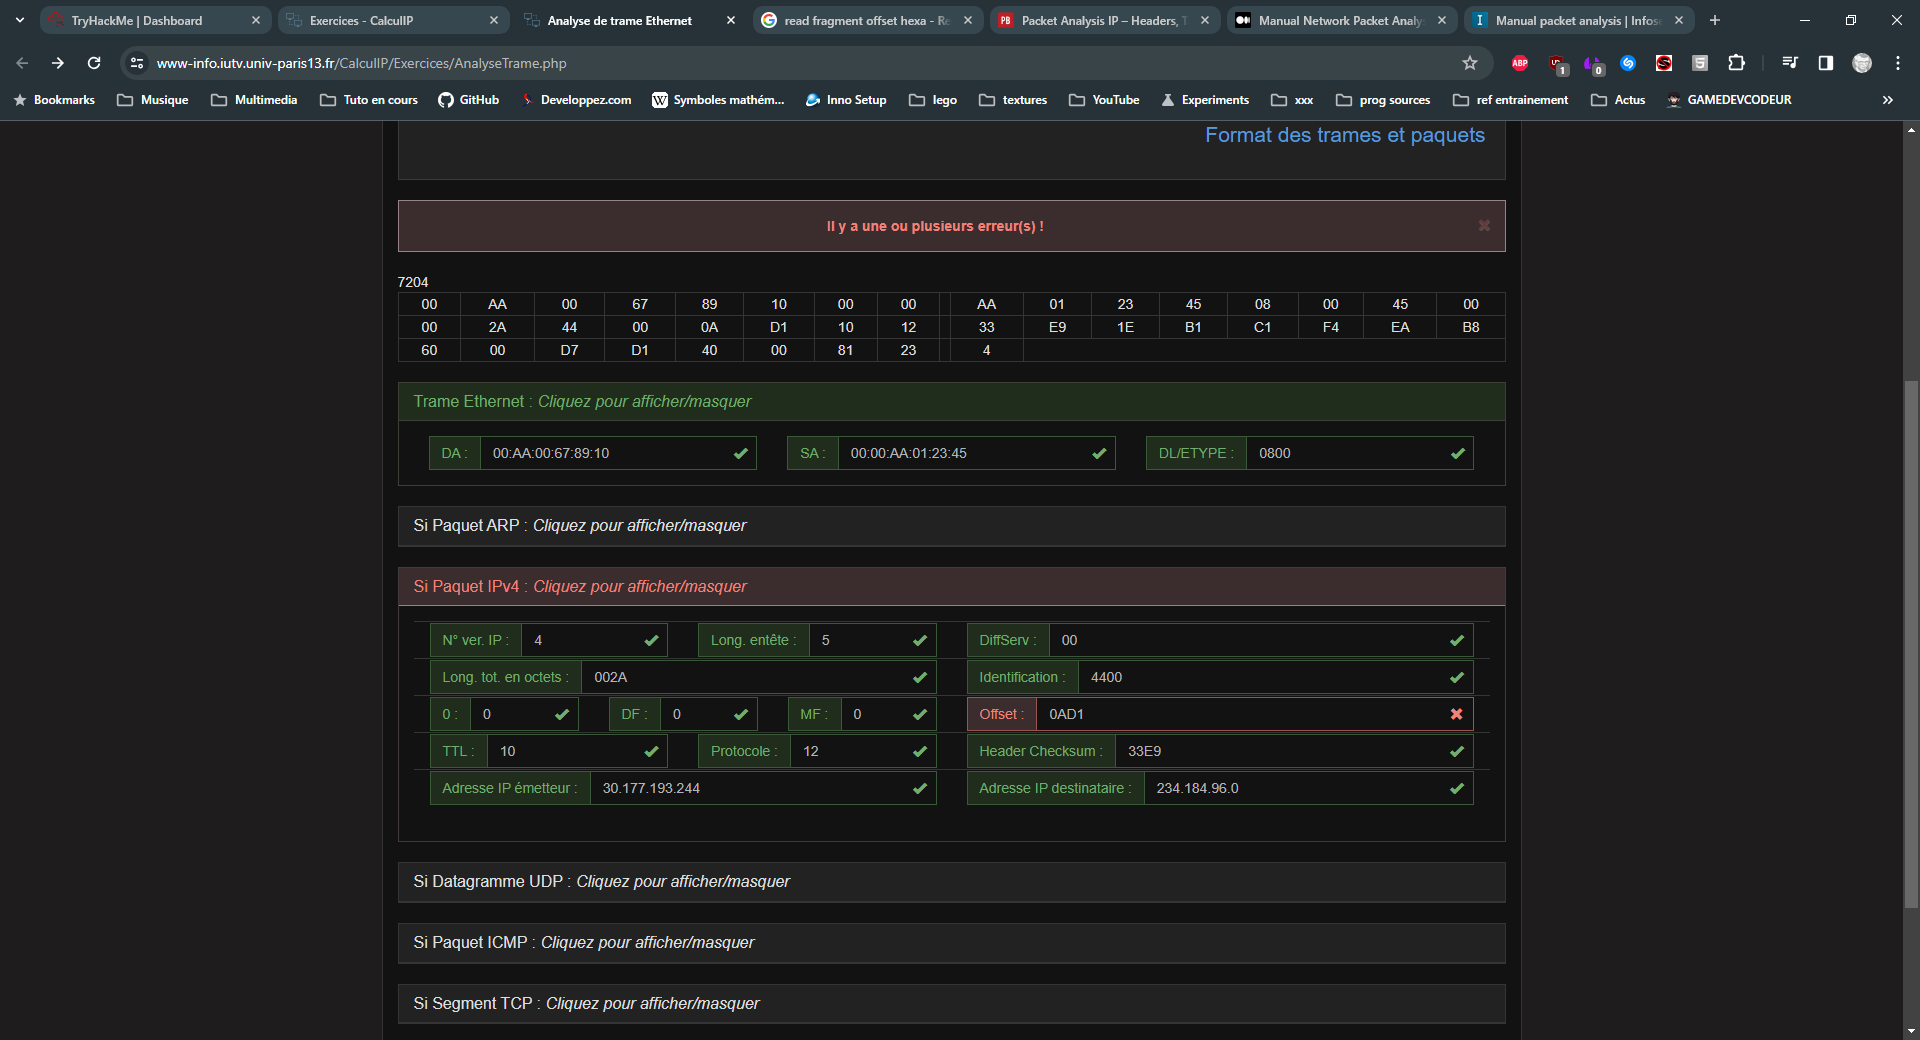 TryHackMe | Dashboard
Exercices - CalculIP
Analyse de trame Ethernet
read fragment offset hexa - Re
Packet Analysis IP – Headers, T
Manual Network Packet Analy
Manual packet analysis | Infos
www-info.iutv.univ-paris13.fr/CalculIP/Exercices/AnalyseTrame.php
ABP
1
0
Bookmarks
Musique
Multimedia
Tuto en cours
GitHub
Developpez.com
Symboles mathém...
Inno Setup
lego
textures
YouTube
Experiments
xxx
prog sources
ref entrainement
Actus
GAMEDEVCODEUR
Format des trames et paquets
Il y a une ou plusieurs erreur(s) !
7204
00 AA 00 67 89 10 00 00 AA 01 23 45 08 00 45 00
00 2A 44 00 0A D1 10 12 33 E9 1E B1 C1 F4 EA B8
60 00 D7 D1 40 00 81 23 4
Trame Ethernet : Cliquez pour afficher/masquer
DA : 00:AA:00:67:89:10 SA : 00:00:AA:01:23:45 DL/ETYPE : 0800
Si Paquet ARP : Cliquez pour afficher/masquer
Si Paquet IPv4 : Cliquez pour afficher/masquer
N° ver. IP : 4 Long. entête : 5 DiffServ : 00
Long. tot. en octets : 002A Identification : 4400
0 : 0 DF : 0 MF : 0 Offset : 0AD1
TTL : 10 Protocole : 12 Header Checksum : 33E9
Adresse IP émetteur : 30.177.193.244 Adresse IP destinataire : 234.184.96.0
Si Datagramme UDP : Cliquez pour afficher/masquer
Si Paquet ICMP : Cliquez pour afficher/masquer
Si Segment TCP : Cliquez pour afficher/masquer